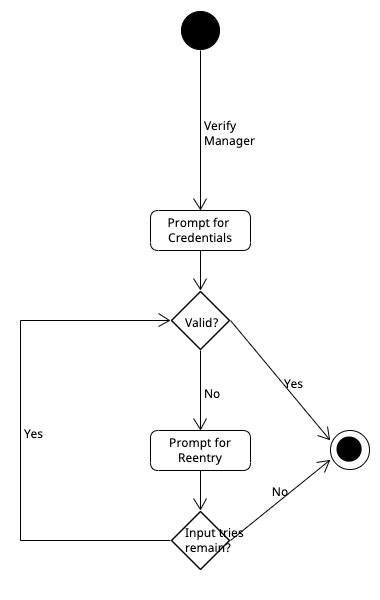 Verify
Manager
Prompt for
Credentials
Valid?
Yes
No
Yes
Prompt for
Reentry
No
Input tries
remain?